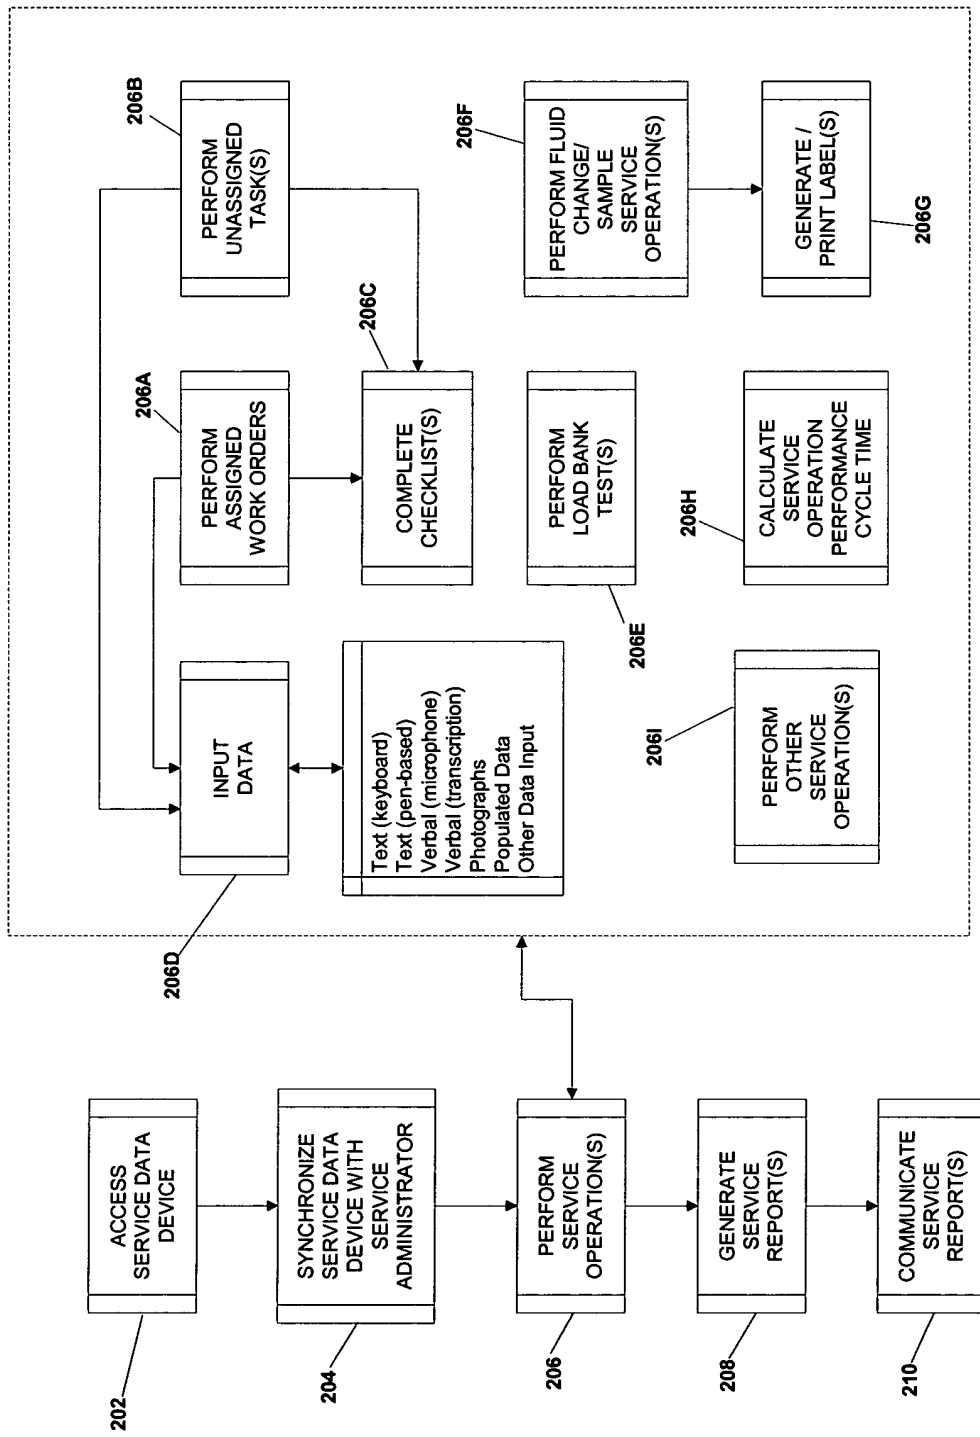 202
ACCESS
SERVICE DATA
DEVICE
204
SYNCHRONIZE
SERVICE DATA
DEVICE WITH
SERVICE
ADMINISTRATOR
206
PERFORM
SERVICE
OPERATION(S)
208
GENERATE
SERVICE
REPORT(S)
210
COMMUNICATE
SERVICE
REPORT(S)
206D
INPUT
DATA
Text (keyboard)
Text (pen-based)
Verbal (microphone)
Verbal (transcription)
Photographs
Populated Data
Other Data Input
206A
PERFORM
ASSIGNED
WORK ORDERS
206B
PERFORM
UNASSIGNED
TASK(S)
206C
COMPLETE
CHECKLIST(S)
206E
PERFORM
LOAD BANK
TEST(S)
206F
PERFORM FLUID
CHANGE/
SAMPLE
SERVICE
OPERATION(S)
206G
GENERATE /
PRINT LABEL(S)
206H
CALCULATE
SERVICE
OPERATION
PERFORMANCE
CYCLE TIME
206I
PERFORM
OTHER
SERVICE
OPERATION(S)